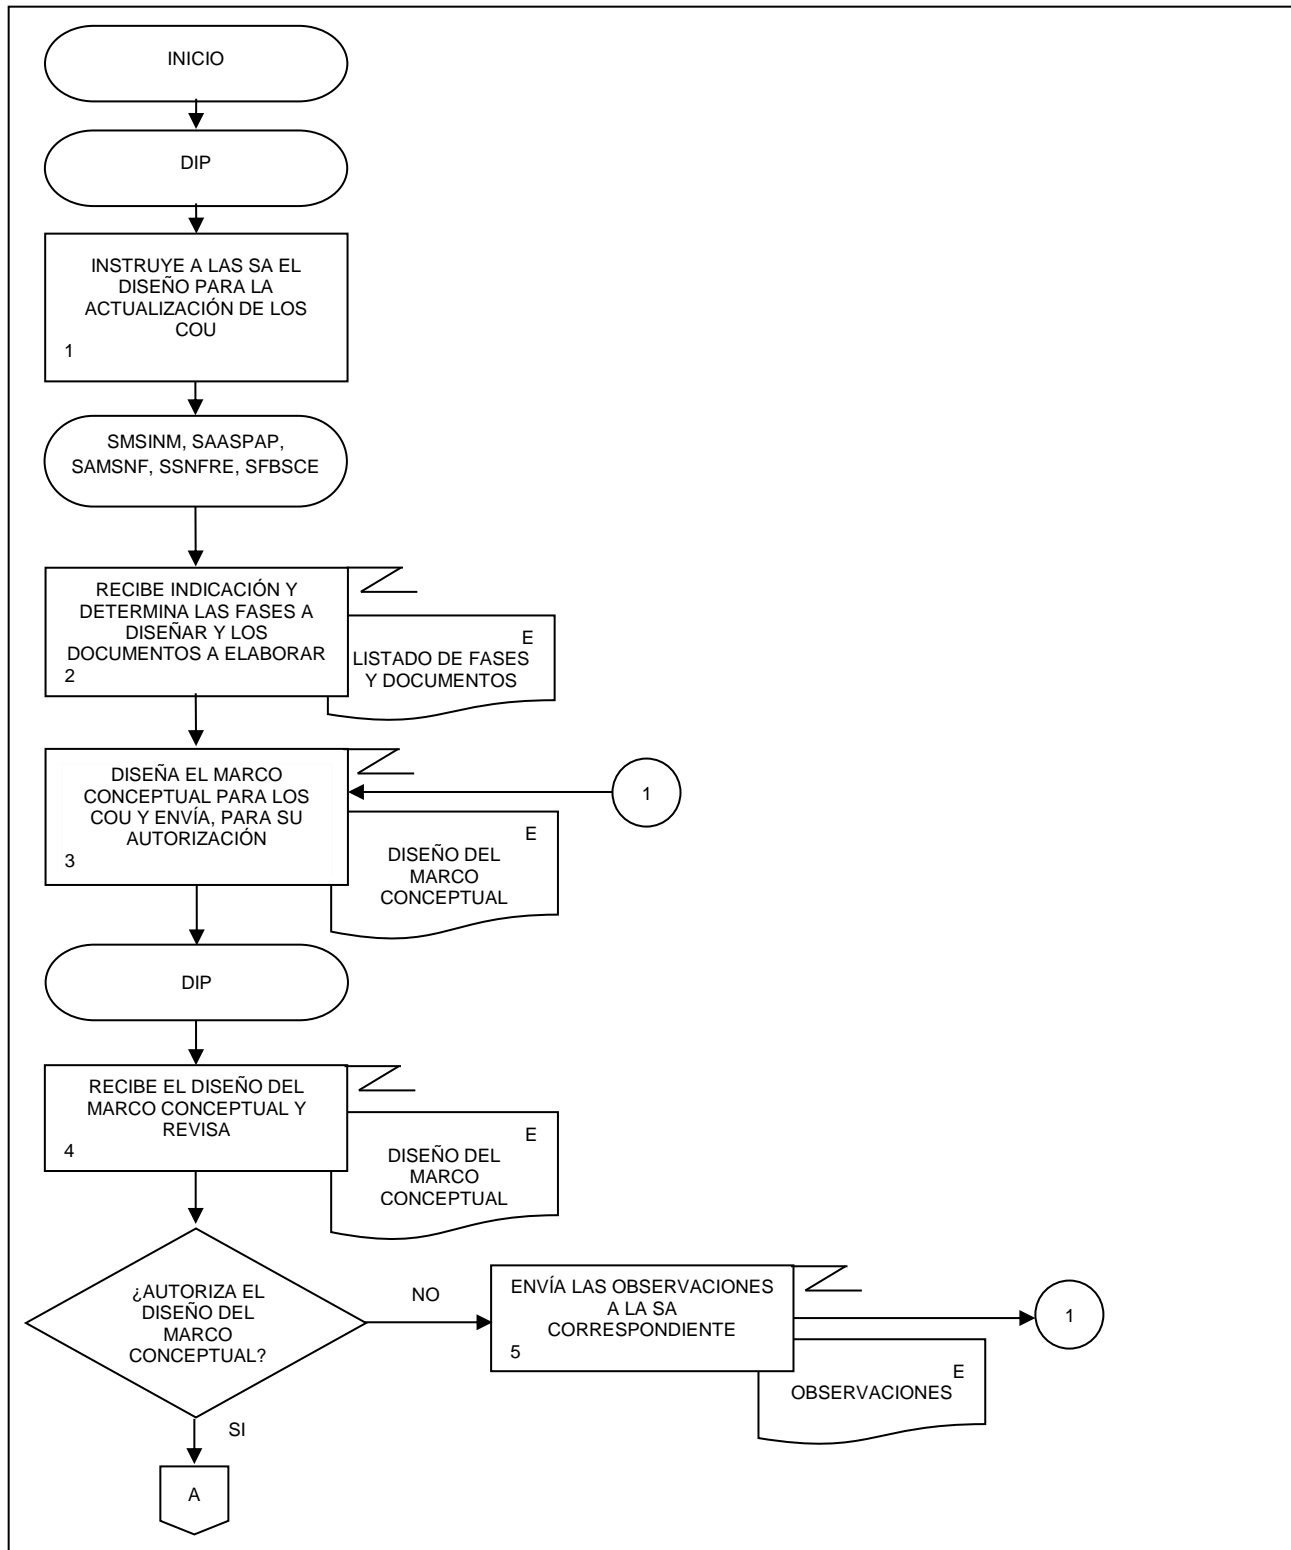 INICIO
DIP
INSTRUYE A LAS SA EL
DISEÑO PARA LA
ACTUALIZACIÓN DE LOS
COU
1
SMSINM, SAASPAP,
SAMSNF, SSNFRE, SFBSCE
RECIBE INDICACIÓN Y
DETERMINA LAS FASES A
DISEÑAR Y LOS
DOCUMENTOS A ELABORAR
2
E
LISTADO DE FASES
Y DOCUMENTOS
DISEÑA EL MARCO
CONCEPTUAL PARA LOS
COU Y ENVÍA, PARA SU
AUTORIZACIÓN
3
1
E
DISEÑO DEL
MARCO
CONCEPTUAL
DIP
RECIBE EL DISEÑO DEL
MARCO CONCEPTUAL Y
REVISA
4
E
DISEÑO DEL
MARCO
CONCEPTUAL
¿AUTORIZA EL
DISEÑO DEL
MARCO
CONCEPTUAL?
NO
ENVÍA LAS OBSERVACIONES
A LA SA
CORRESPONDIENTE
5
1
E
OBSERVACIONES
SI
A